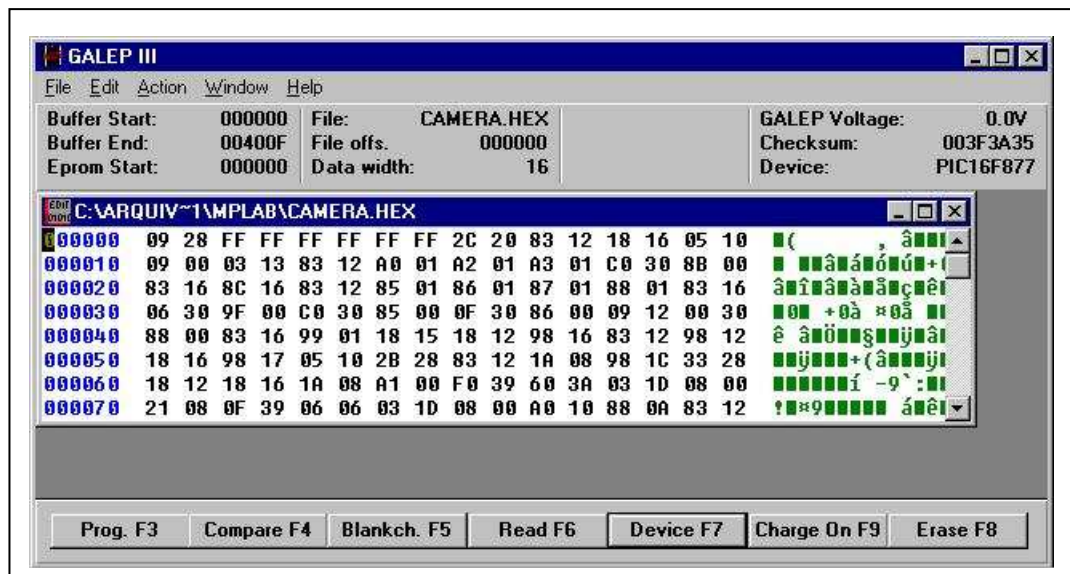 GALEP III
File Edit Action Window Help
Buffer Start: 000000 File: CAMERA.HEX GALEP Voltage: 0.0V
Buffer End: 00400F File offs. 000000 Checksum: 003F3A35
Eprom Start: 000000 Data width: 16 Device: PIC16F877
C:\ARQUIV~1\MPLAB\CAMERA.HEX
000000 09 28 FF FF FF FF FF FF 2C 20 83 12 18 16 05 10
000010 09 00 03 13 83 12 A0 01 A2 01 A3 01 C0 30 8B 00
000020 83 16 8C 16 83 12 85 01 86 01 87 01 88 01 83 16
000030 06 30 9F 00 C0 30 85 00 0F 30 86 00 09 12 00 30
000040 88 00 83 16 99 01 18 15 18 12 98 16 83 12 98 12
000050 18 16 98 17 05 10 2B 28 83 12 1A 08 98 1C 33 28
000060 18 12 18 16 1A 08 A1 00 F0 39 60 3A 03 1D 08 00
000070 21 08 0F 39 06 06 03 1D 08 00 A0 10 88 0A 83 12
Prog. F3 Compare F4 Blankch. F5 Read F6 Device F7 Charge On F9 Erase F8